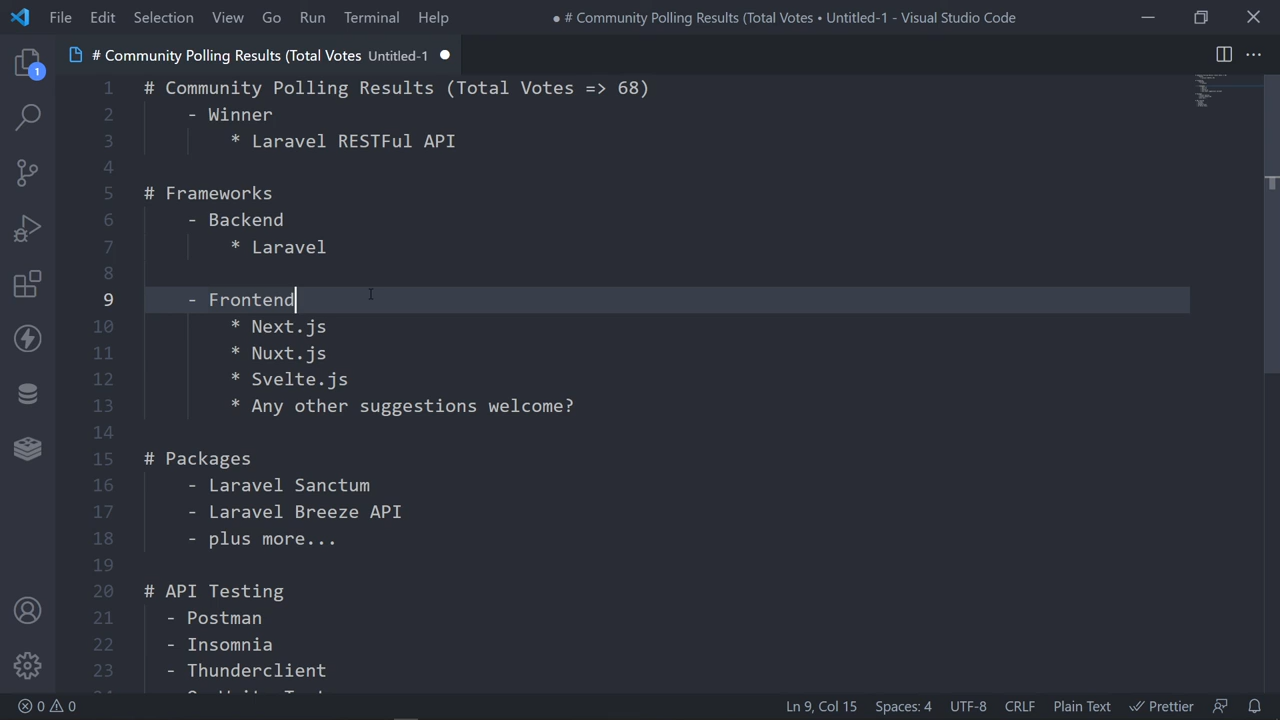 File Edit Selection View Go Run Terminal Help ● # Community Polling Results (Total Votes • Untitled-1 - Visual Studio Code
# Community Polling Results (Total Votes Untitled-1
1 # Community Polling Results (Total Votes => 68)
2 - Winner
3 * Laravel RESTFul API
4
5 # Frameworks
6 - Backend
7 * Laravel
8
9 - Frontend
10 * Next.js
11 * Nuxt.js
12 * Svelte.js
13 * Any other suggestions welcome?
14
15 # Packages
16 - Laravel Sanctum
17 - Laravel Breeze API
18 - plus more...
19
20 # API Testing
21 - Postman
22 - Insomnia
23 - Thunderclient
1
0 0 Ln 9, Col 15 Spaces: 4 UTF-8 CRLF Plain Text Prettier